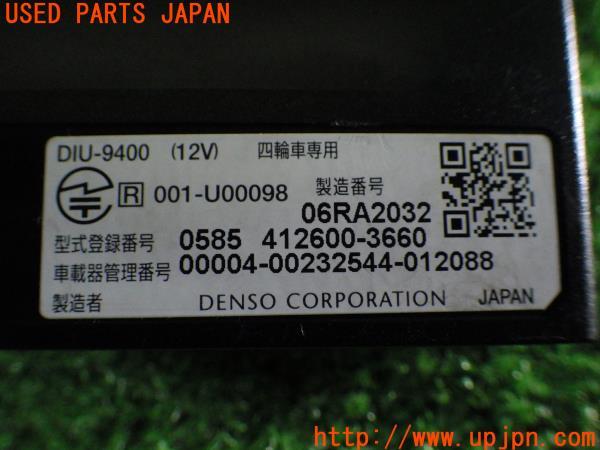 USED PARTS JAPAN
DIU-9400 (12V) 四輪車専用
R 001-U00098 製造番号
06RA2032
型式登録番号 0585 412600-3660
車載器管理番号 00004-00232544-012088
製造者 DENSO CORPORATION JAPAN
http://www.upjpn.com